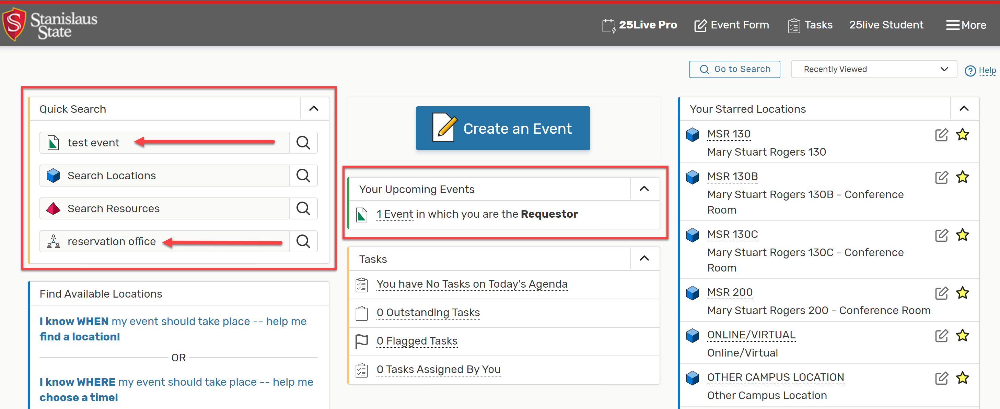 Stanislaus
State
25Live Pro
Event Form
Tasks
25live Student
More
Go to Search
Recently Viewed
Help
Quick Search
test event
Search Locations
Search Resources
reservation office
Find Available Locations
I know WHEN my event should take place -- help me
find a location!
OR
I know WHERE my event should take place -- help me
choose a time!
Create an Event
Your Upcoming Events
1 Event in which you are the Requestor
Tasks
You have No Tasks on Today's Agenda
0 Outstanding Tasks
0 Flagged Tasks
0 Tasks Assigned By You
Your Starred Locations
MSR 130
Mary Stuart Rogers 130
MSR 130B
Mary Stuart Rogers 130B - Conference
Room
MSR 130C
Mary Stuart Rogers 130C - Conference
Room
MSR 200
Mary Stuart Rogers 200 - Conference Room
ONLINE/VIRTUAL
Online/Virtual
OTHER CAMPUS LOCATION
Other Campus Location